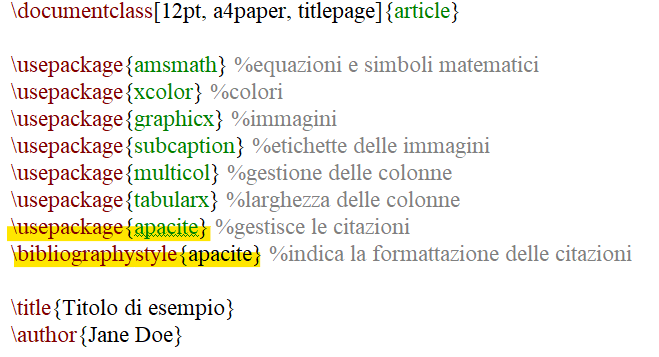 \documentclass[12pt, a4paper, titlepage]{article}
\usepackage{amsmath} %equazioni e simboli matematici
\usepackage{xcolor} %colori
\usepackage{graphicx} %immagini
\usepackage{subcaption} %etichette delle immagini
\usepackage{multicol} %gestione delle colonne
\usepackage{tabularx} %larghezza delle colonne
\usepackage{apacite} %gestisce le citazioni
\bibliographystyle{apacite} %indica la formattazione delle citazioni
\title{Titolo di esempio}
\author{Jane Doe}